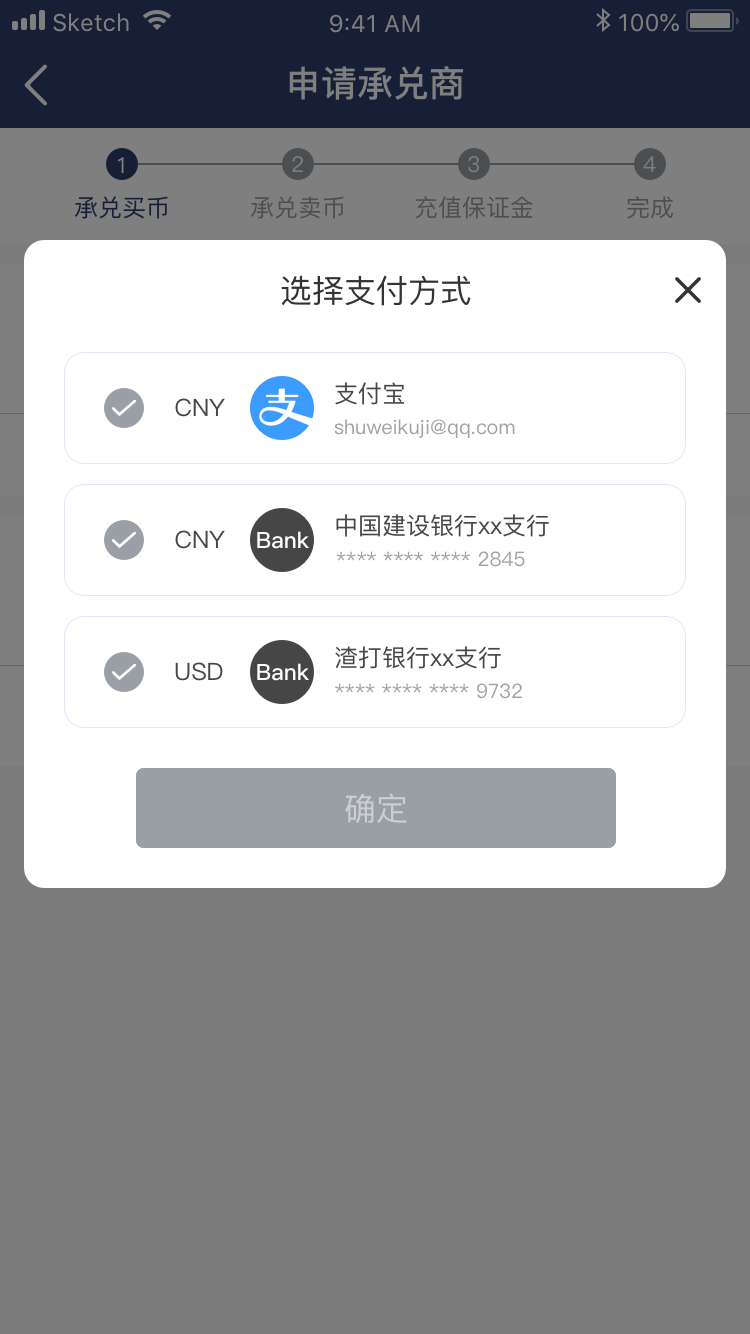 Sketch 9:41 AM 100%
申请承兑商
1 2 3 4
承兑买币 承兑卖币 充值保证金 完成
选择支付方式
CNY 支 支付宝
shuweikuji@qq.com
CNY Bank 中国建设银行xx支行
**** **** **** 2845
USD Bank 渣打银行xx支行
**** **** **** 9732
确定